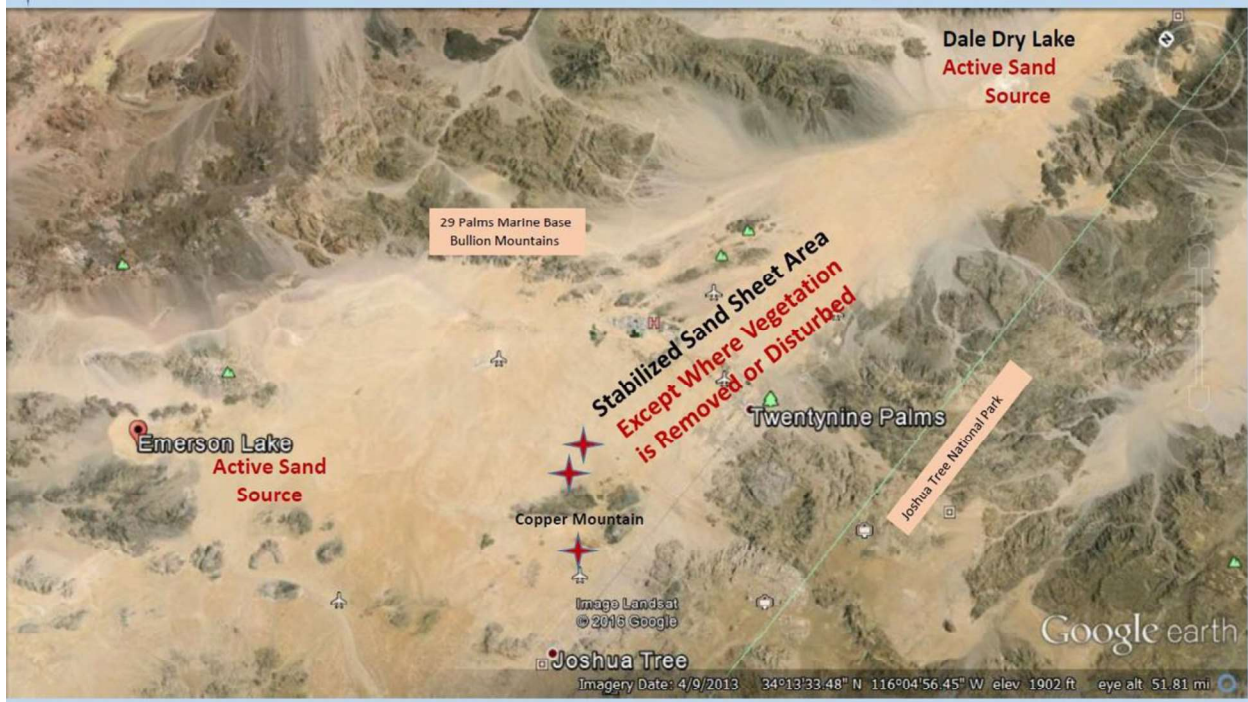 Dale Dry Lake
Active Sand
Source
N
29 Palms Marine Base
Bullion Mountains
Stabilized Sand Sheet Area
Except Where Vegetation
is Removed or Disturbed
H
Twentynine Palms
Emerson Lake
Active Sand
Source
Joshua Tree National Park
Copper Mountain
Image Landsat
© 2016 Google
Google earth
Joshua Tree
Imagery Date: 4/9/2013 34°13'33.48" N 116°04'56.45" W elev 1902 ft eye alt 51.81 mi